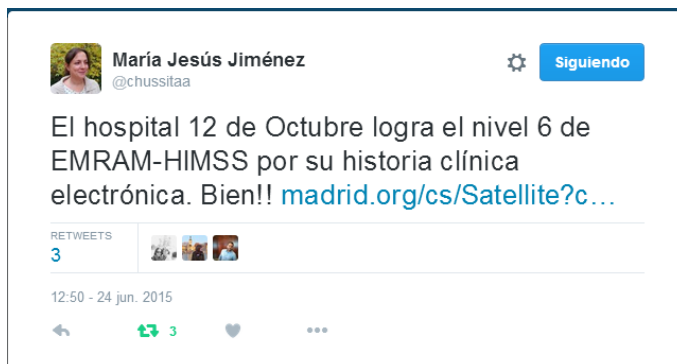 María Jesús Jiménez
@chussitaa
Siguiendo
El hospital 12 de Octubre logra el nivel 6 de
EMRAM-HIMSS por su historia clínica
electrónica. Bien!! madrid.org/cs/Satellite?c...
RETWEETS
3
12:50 - 24 jun. 2015
3